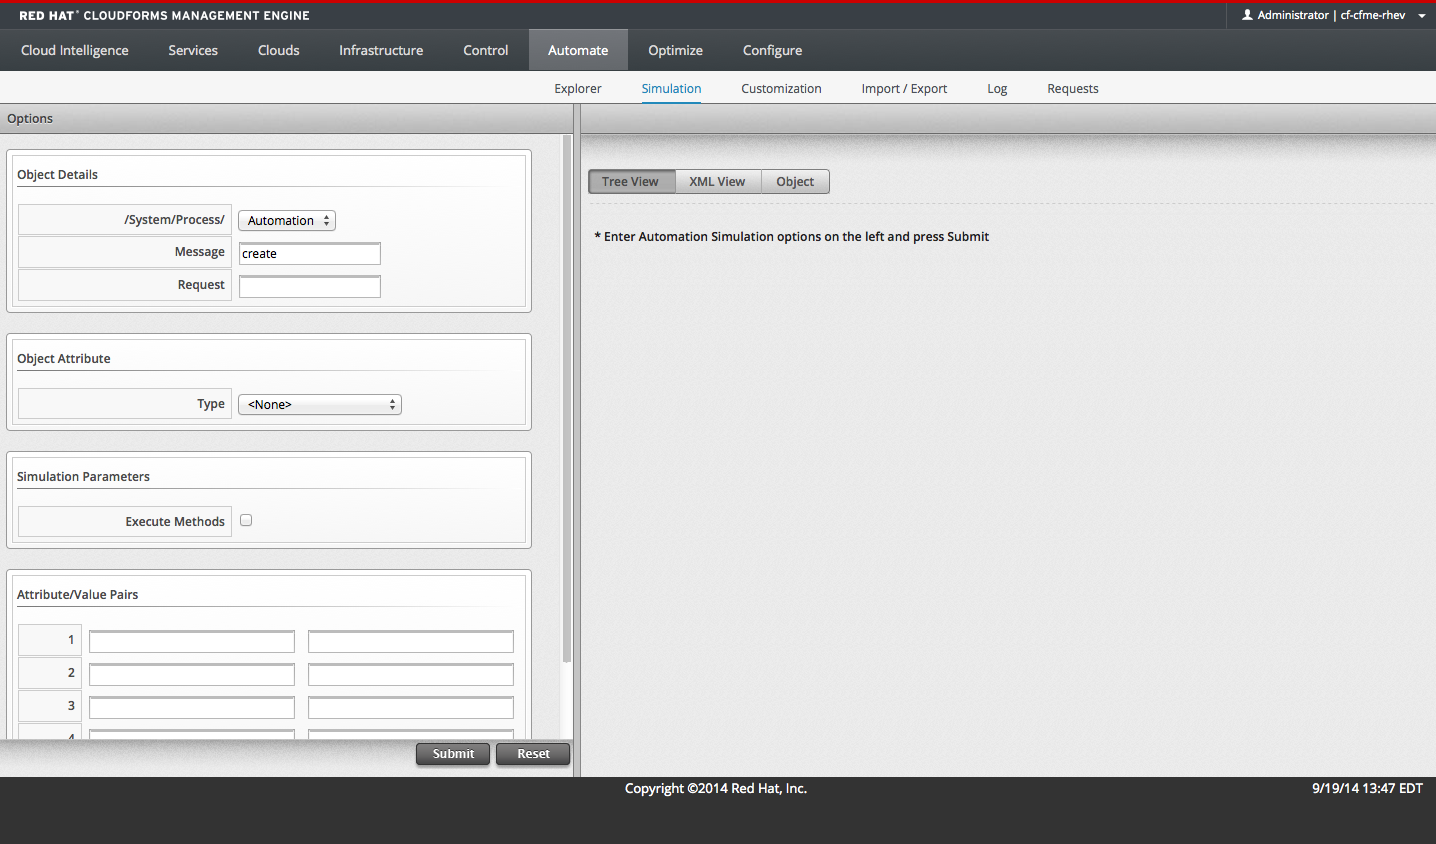 RED HAT® CLOUDFORMS MANAGEMENT ENGINE
Administrator | cf-cfme-rhev
Cloud Intelligence Services Clouds Infrastructure Control Automate Optimize Configure
Explorer Simulation Customization Import / Export Log Requests
Options
Object Details
/System/Process/ Automation
Message create
Request
Object Attribute
Type <None>
Simulation Parameters
Execute Methods
Attribute/Value Pairs
1
2
3
4
Submit Reset
Tree View XML View Object
* Enter Automation Simulation options on the left and press Submit
Copyright ©2014 Red Hat, Inc.
9/19/14 13:47 EDT